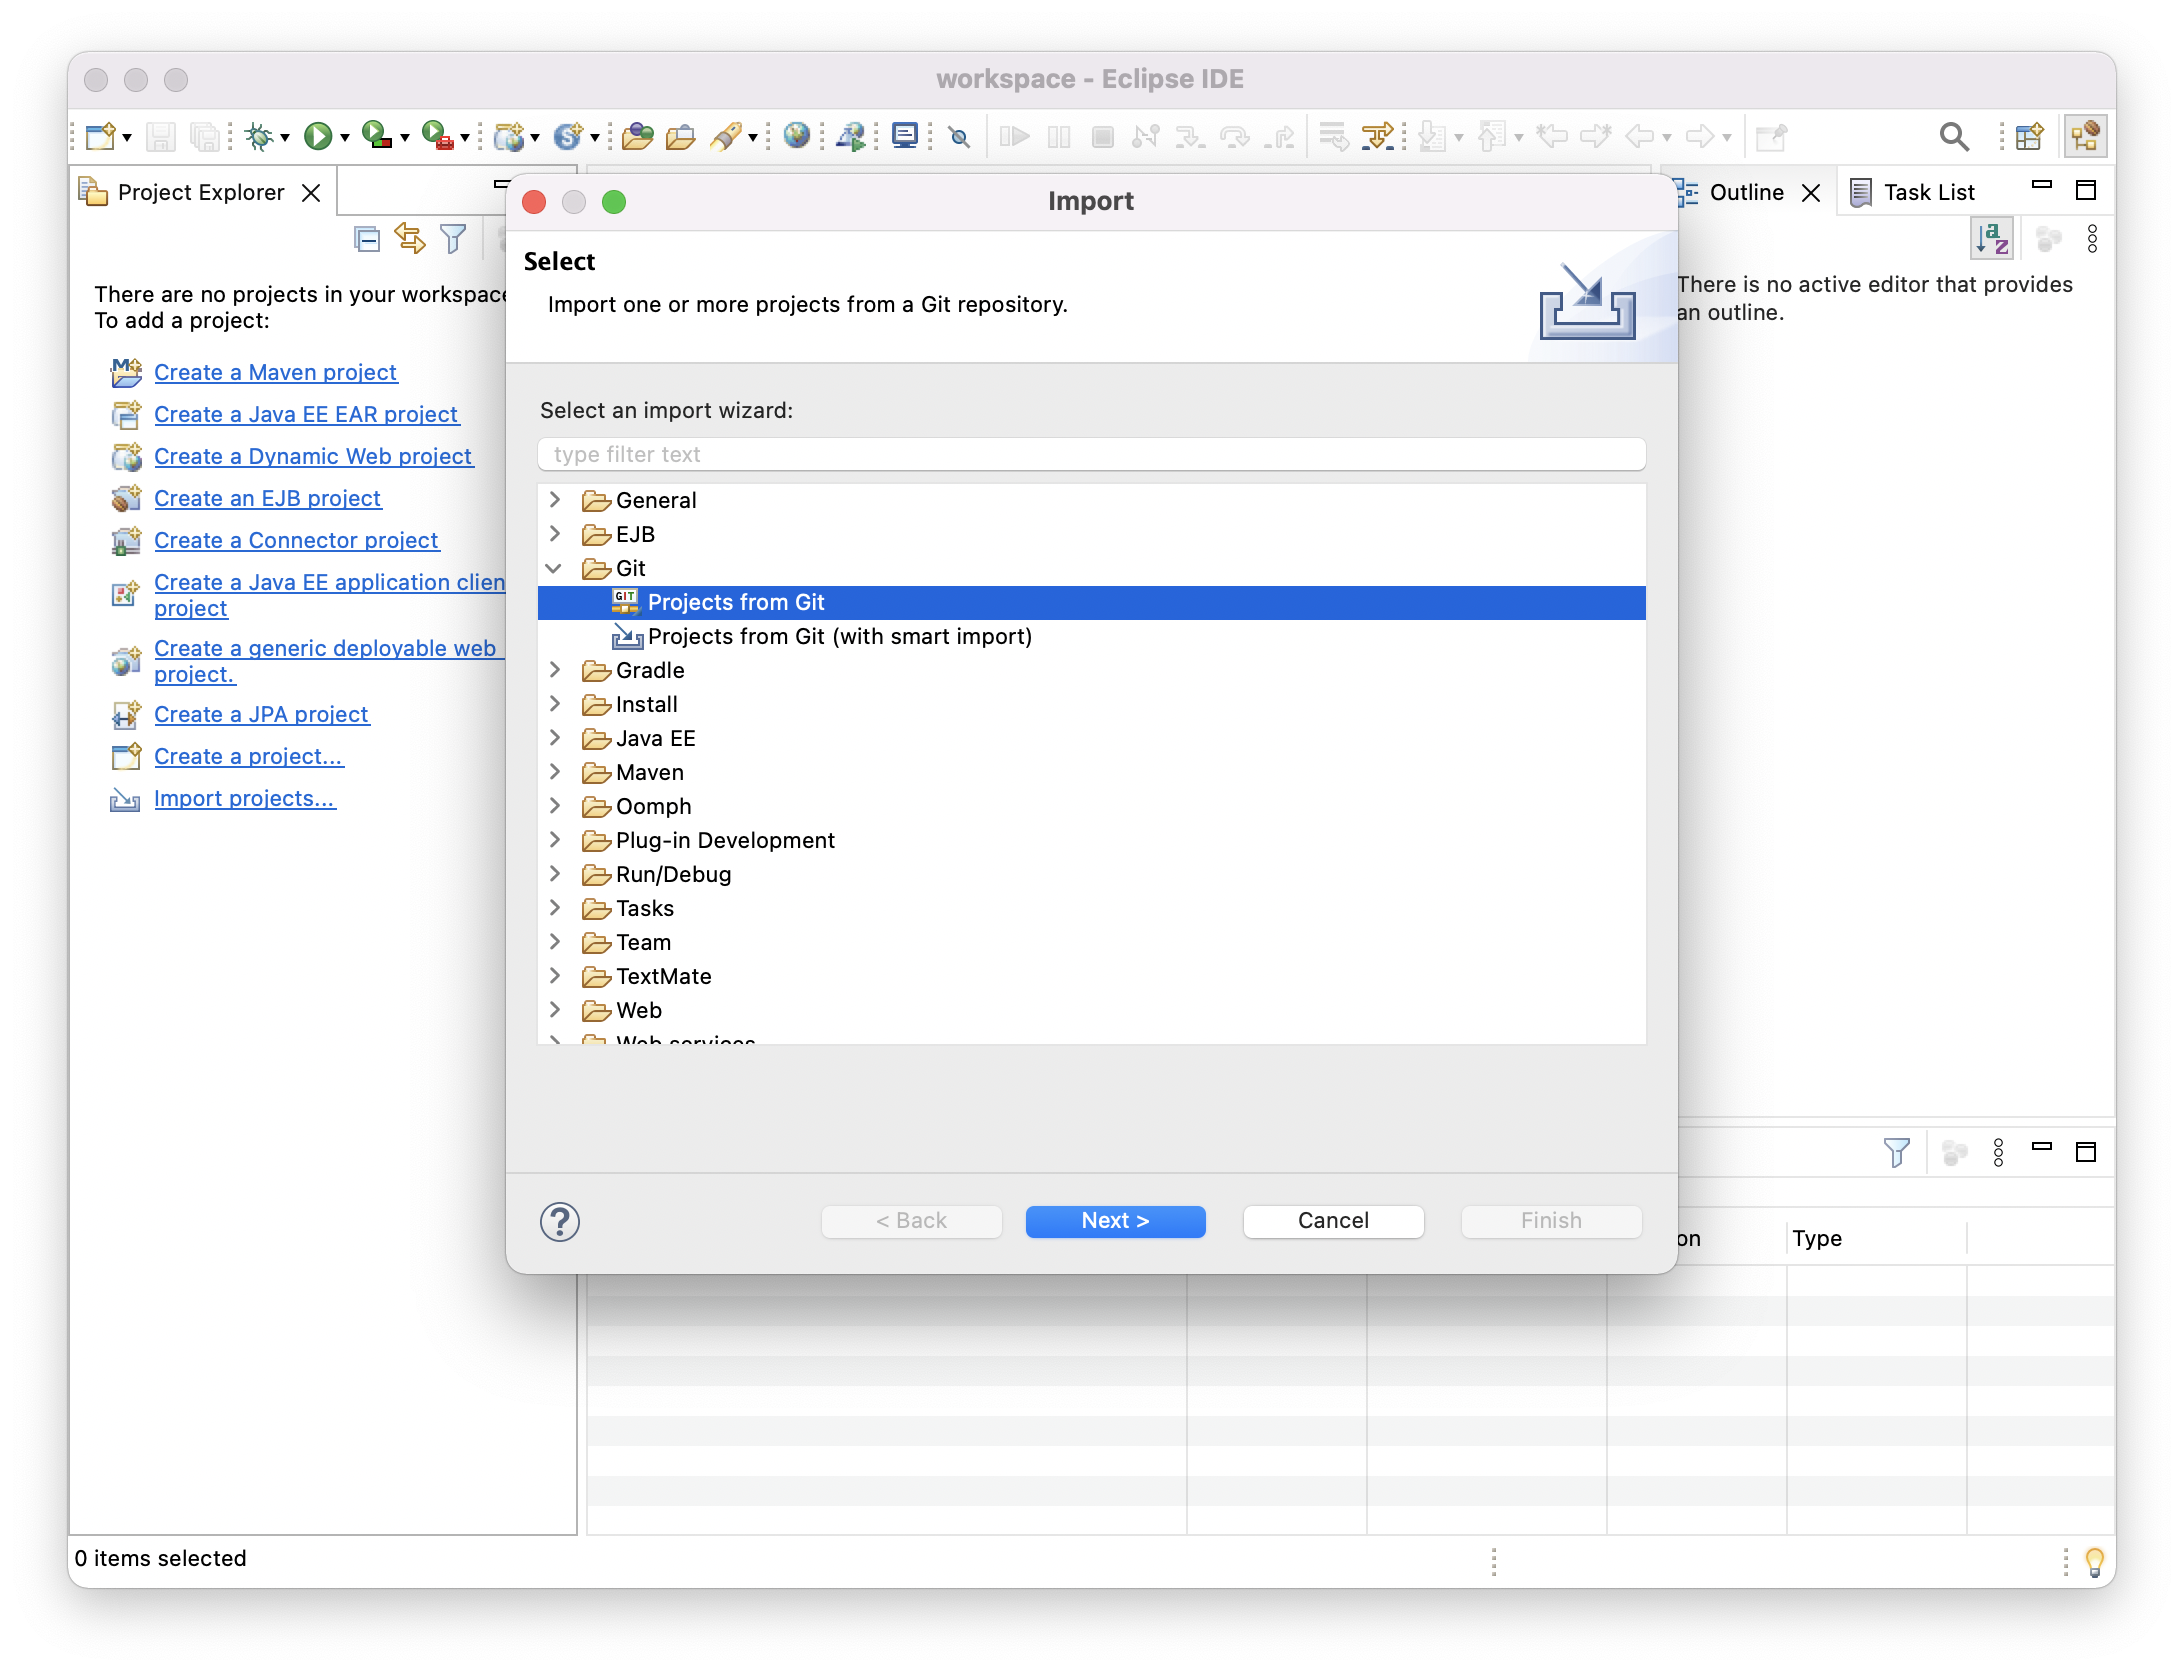 workspace - Eclipse IDE
Project Explorer
There are no projects in your workspace
To add a project:
Create a Maven project
Create a Java EE EAR project
Create a Dynamic Web project
Create an EJB project
Create a Connector project
Create a Java EE application clien
project
Create a generic deployable web
project.
Create a JPA project
Create a project...
Import projects...
Import
Select
Import one or more projects from a Git repository.
Select an import wizard:
type filter text
General
EJB
Git
GIT Projects from Git
Projects from Git (with smart import)
Gradle
Install
Java EE
Maven
Oomph
Plug-in Development
Run/Debug
Tasks
Team
TextMate
Web
Web services
?
< Back
Next >
Cancel
Finish
Outline
Task List
There is no active editor that provides
an outline.
on
Type
0 items selected